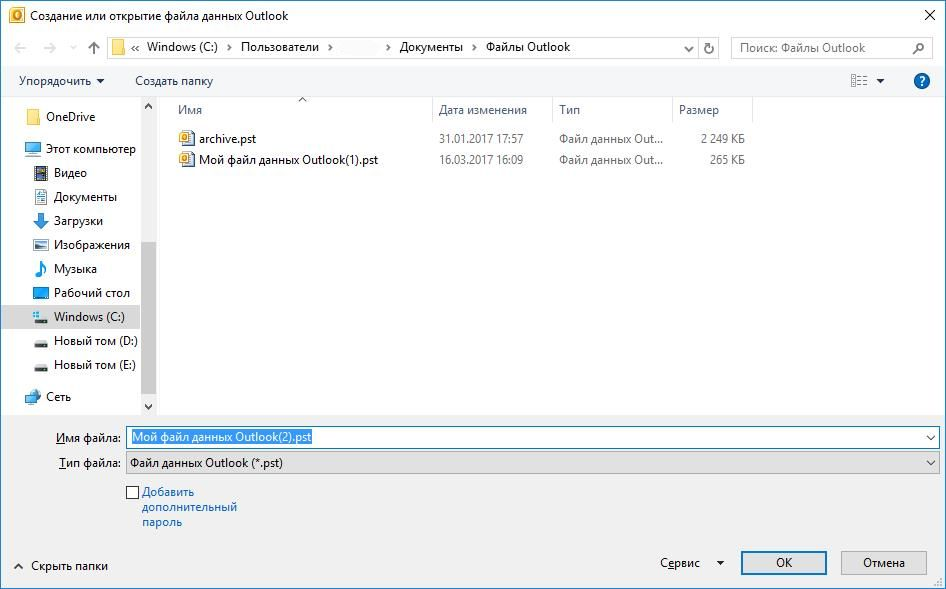 Создание или открытие файла данных Outlook
« Windows (C:) › Пользователи › › Документы › Файлы Outlook
Поиск: Файлы Outlook
Упорядочить
Создать папку
?
Имя
Дата изменения
Тип
Размер
archive.pst
31.01.2017 17:57
Файл данных Out...
2 249 КБ
Мой файл данных Outlook(1).pst
16.03.2017 16:09
Файл данных Out...
265 КБ
OneDrive
Этот компьютер
Видео
Документы
Загрузки
Изображения
Музыка
Рабочий стол
Windows (C:)
Новый том (D:)
Новый том (E:)
Сеть
Имя файла: Мой файл данных Outlook(2).pst
Тип файла: Файл данных Outlook (*.pst)
Добавить
дополнительный
пароль
Скрыть папки
Сервис
OK
Отмена